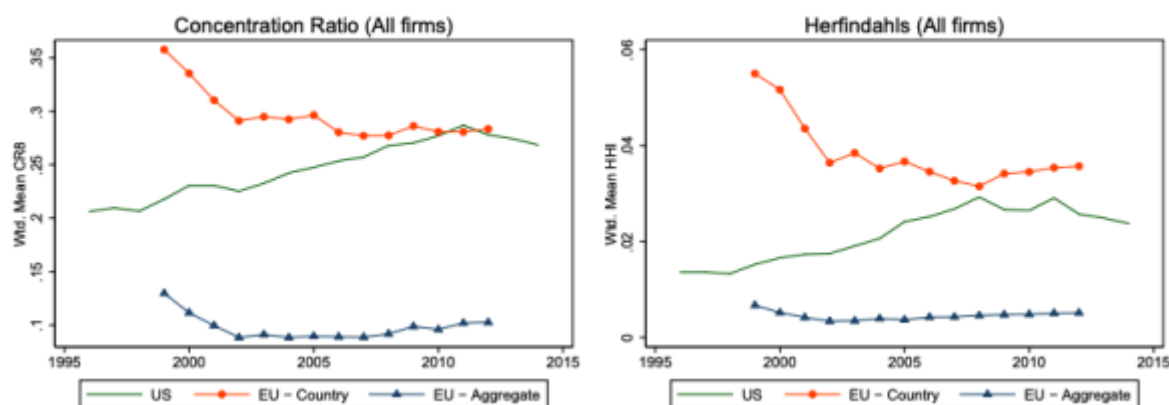 Concentration Ratio (All firms)
Wtd. Mean CR8
.35
.3
.25
.2
.15
.1
1995 2000 2005 2010 2015
US EU – Country EU – Aggregate
Herfindahls (All firms)
Wtd. Mean HHI
.06
.04
.02
0
1995 2000 2005 2010 2015
US EU – Country EU – Aggregate